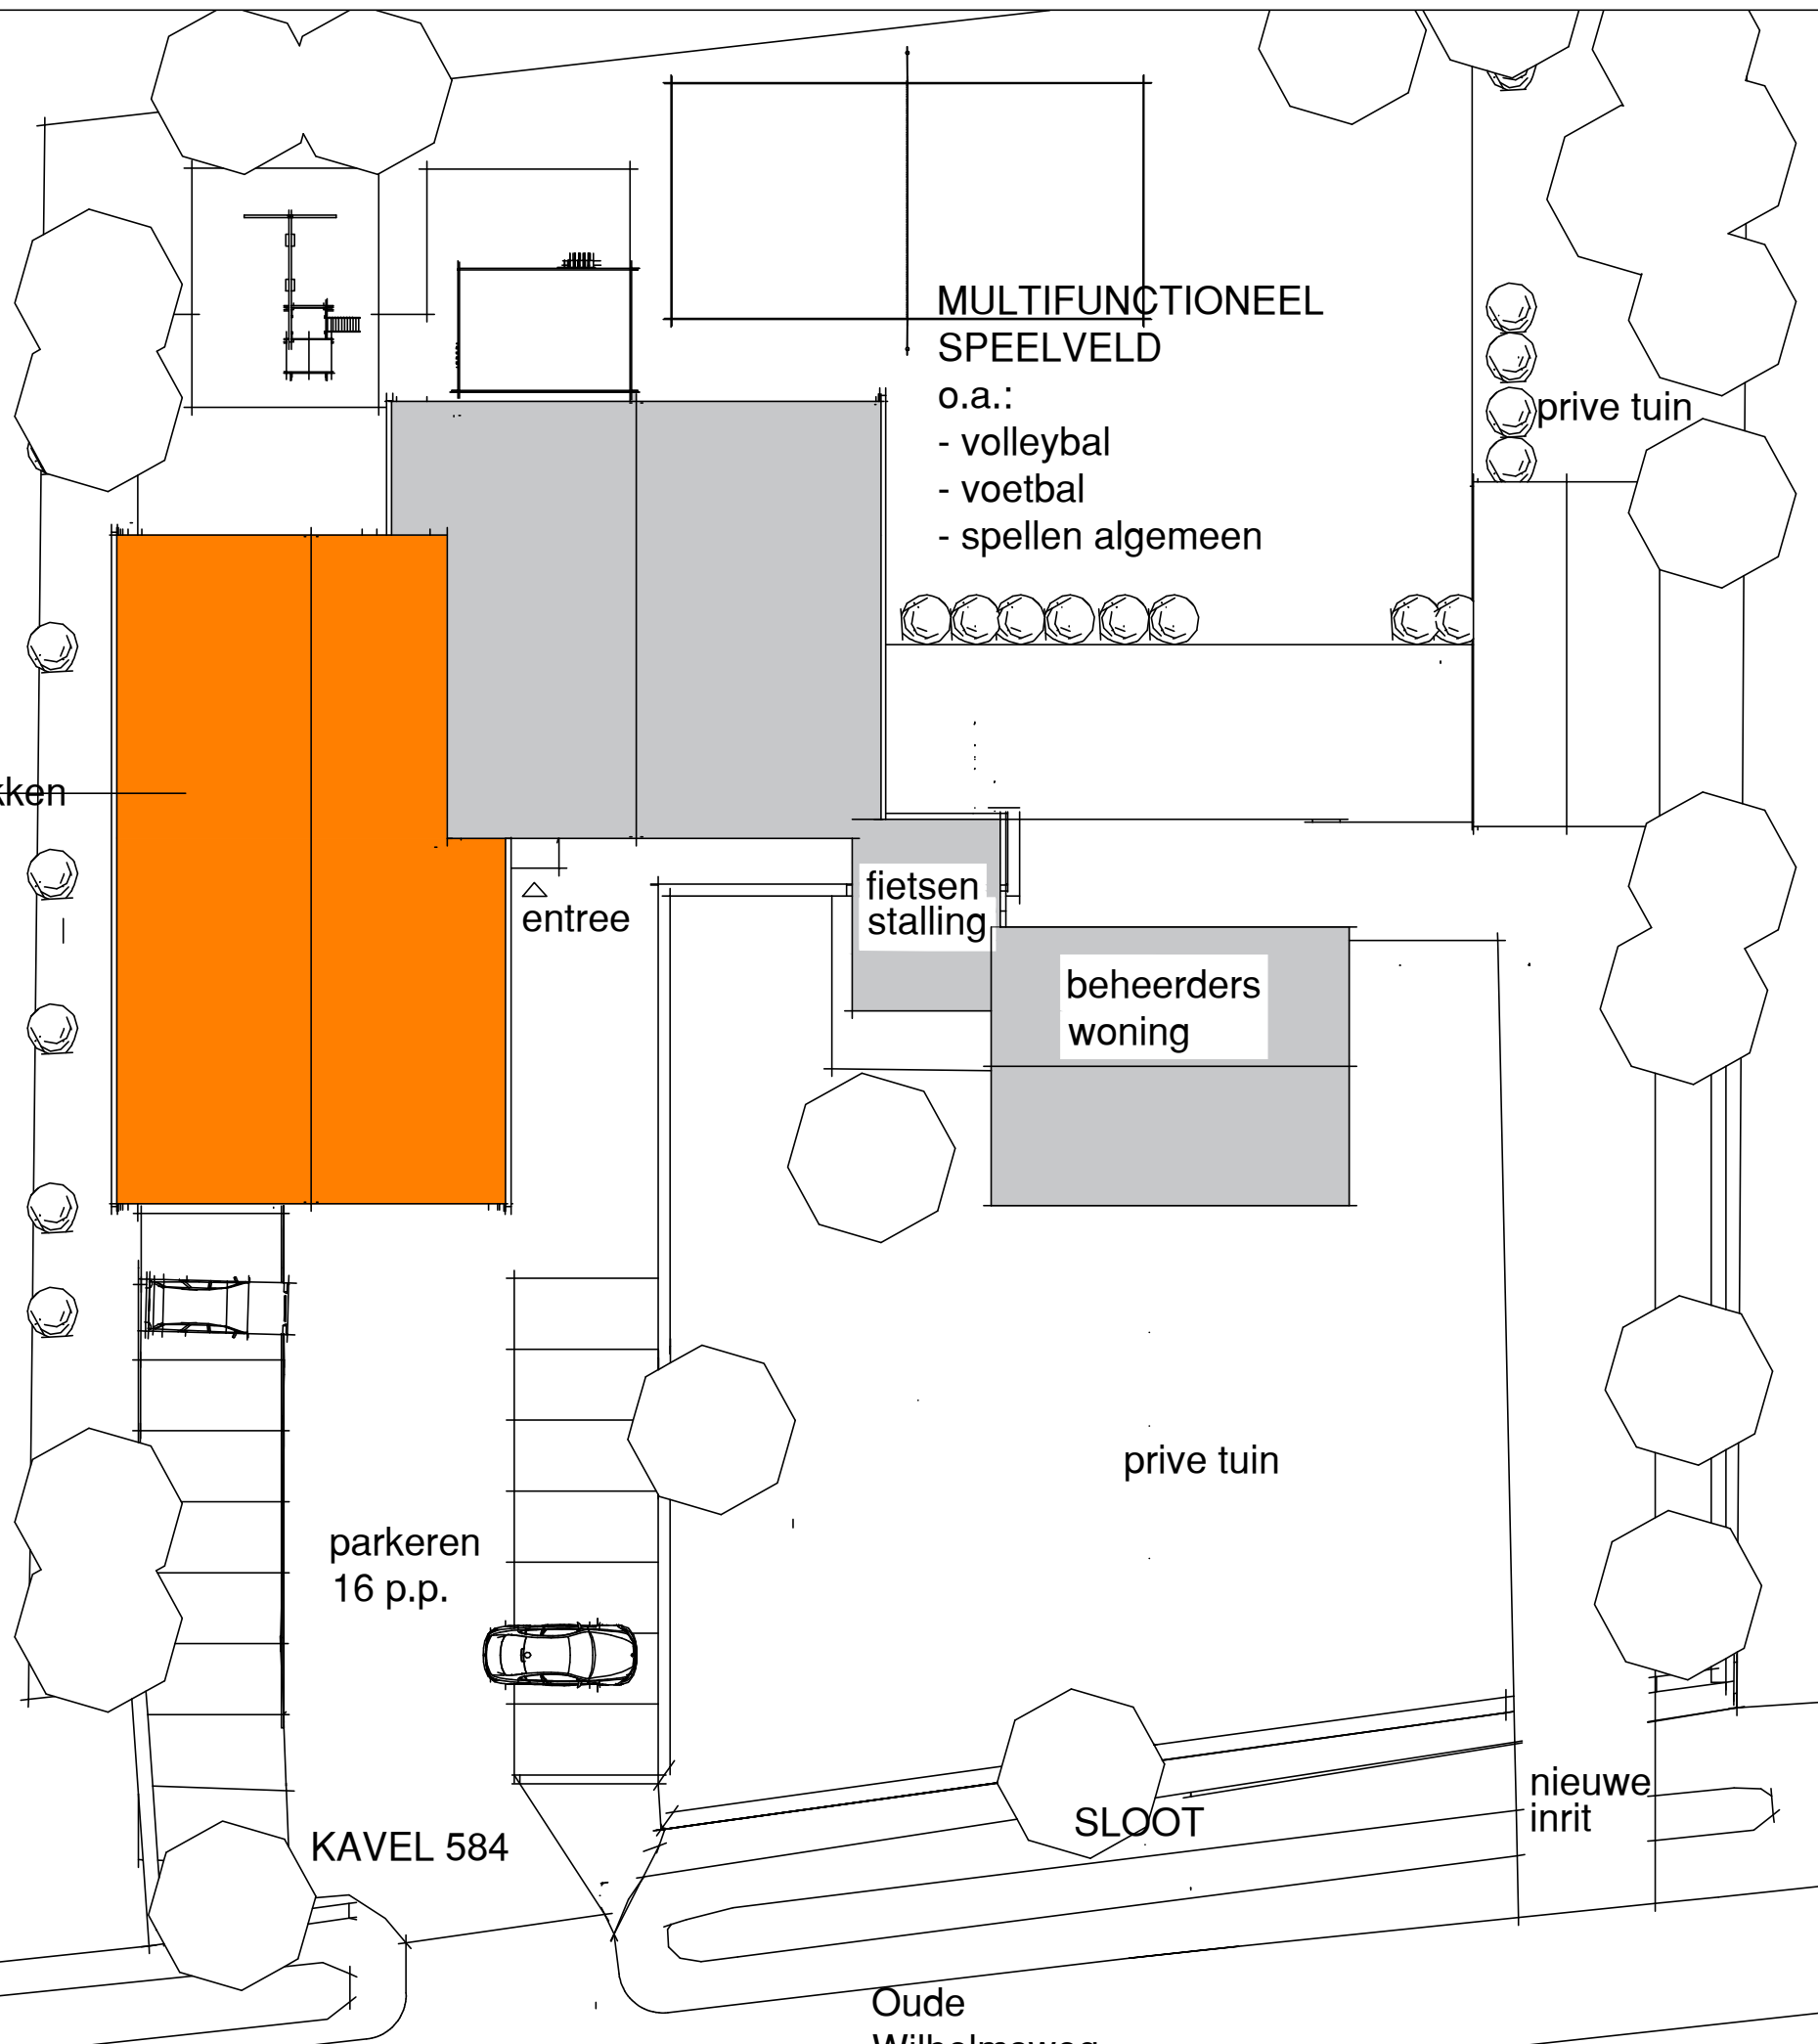 MULTIFUNCTIONEEL
SPEELVELD
o.a.:
- volleybal
- voetbal
- spellen algemeen
prive tuin
kken
fietsen
stalling
entree
beheerders
woning
prive tuin
parkeren
16 p.p.
nieuwe
inrit
SLOOT
KAVEL 584
Oude